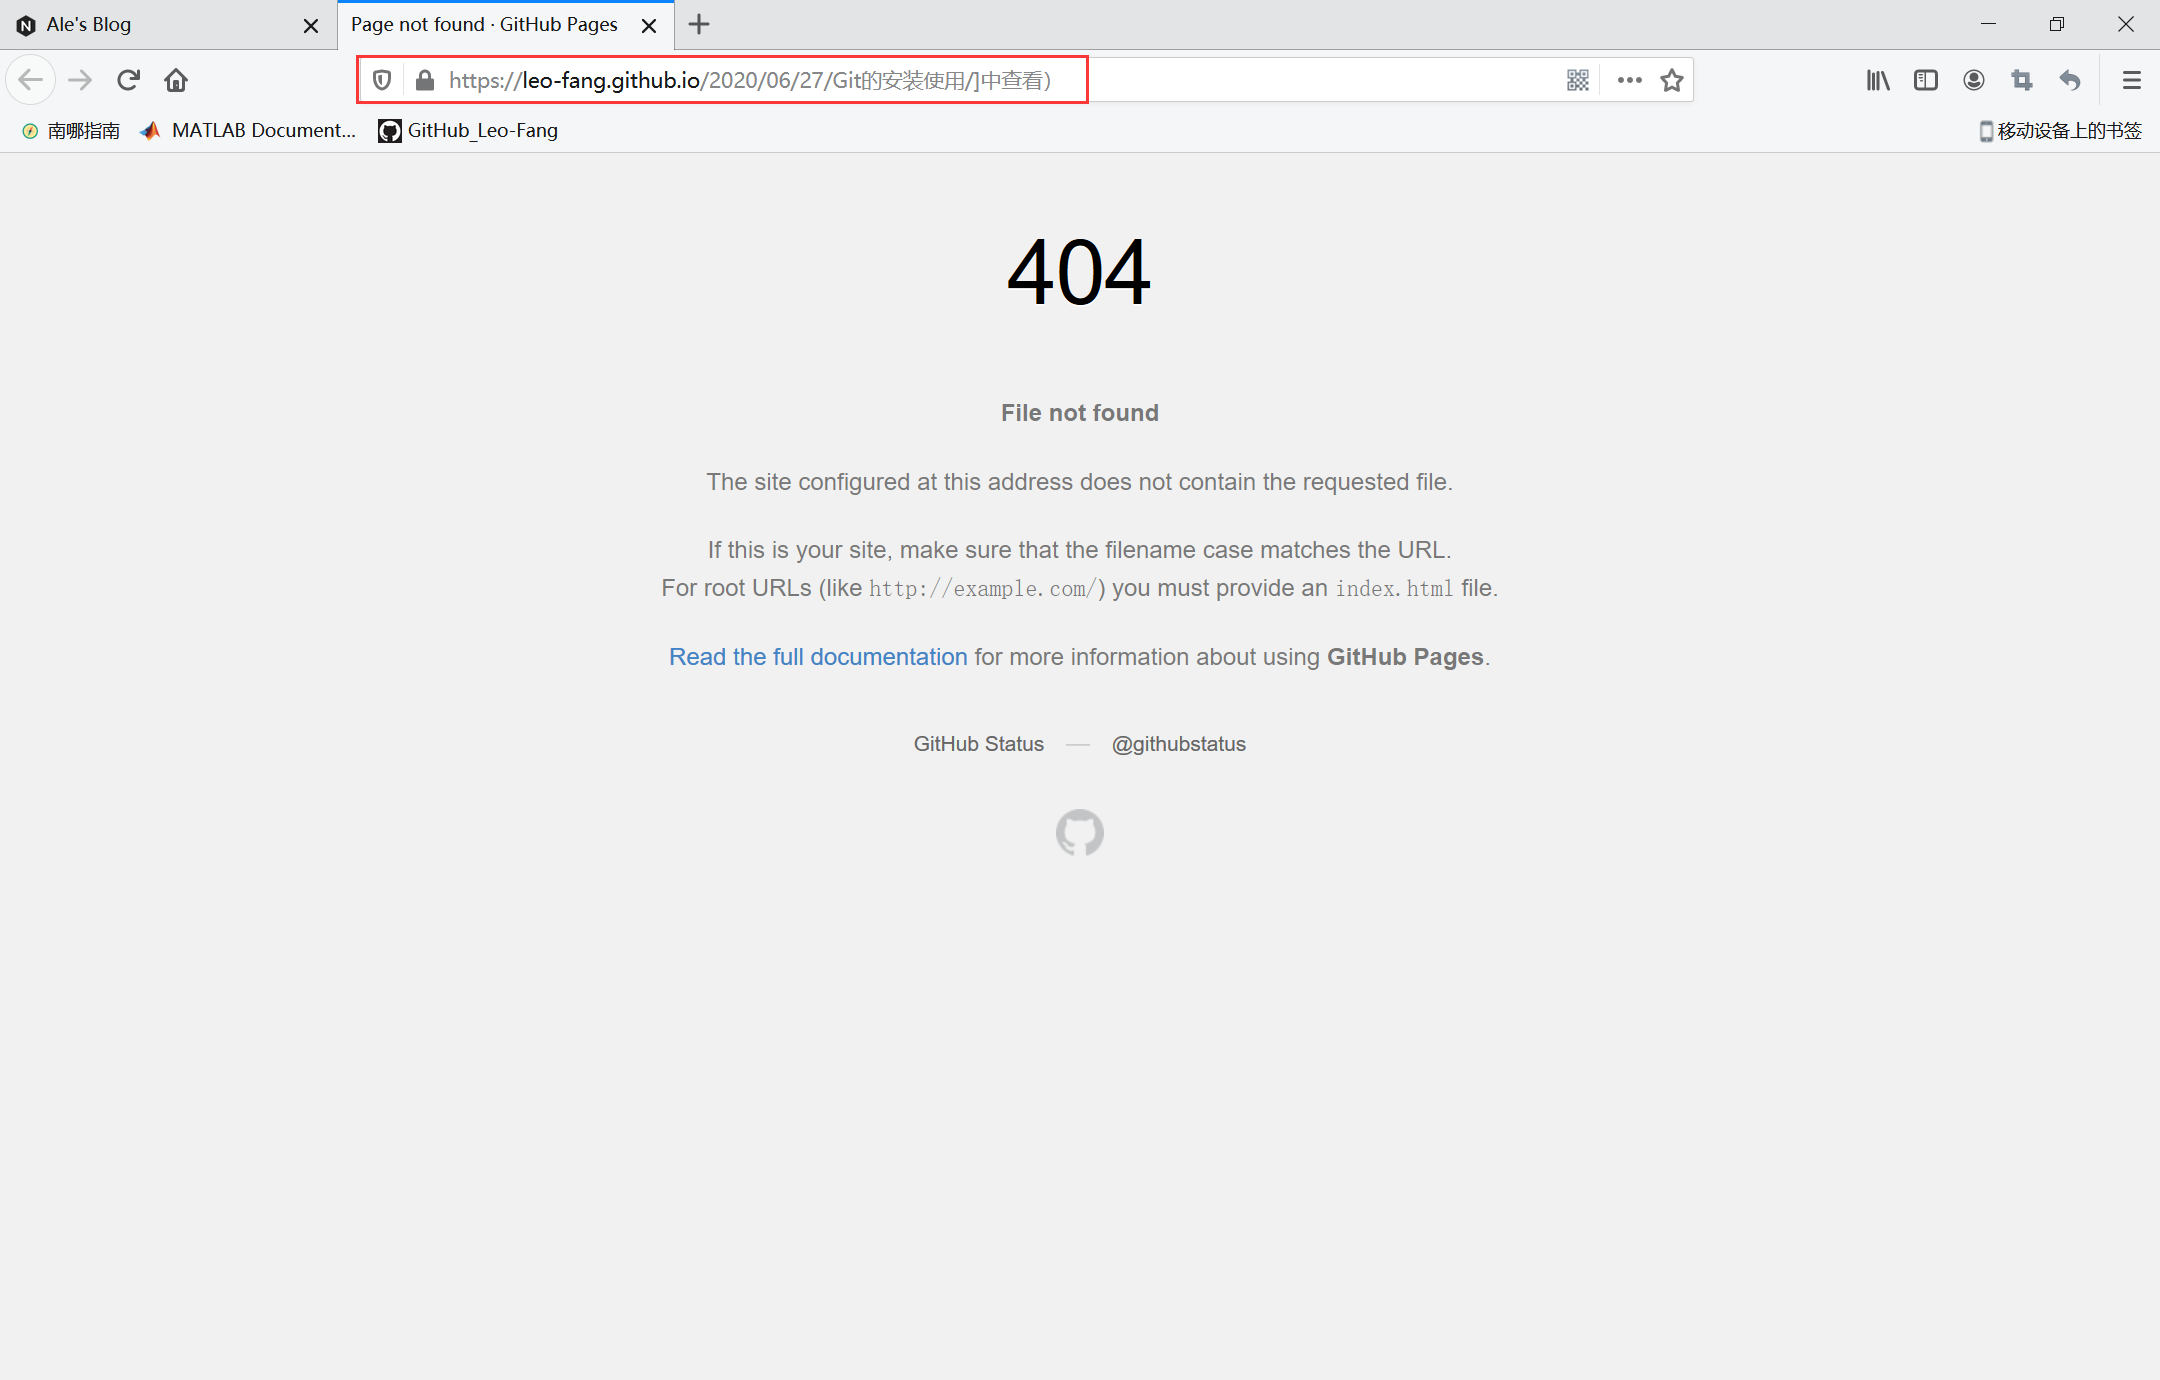 Ale's Blog
Page not found · GitHub Pages
https://leo-fang.github.io/2020/06/27/Git的安装使用/]中查看)
南哪指南
MATLAB Document...
GitHub_Leo-Fang
移动设备上的书签
404
File not found
The site configured at this address does not contain the requested file.
If this is your site, make sure that the filename case matches the URL.
For root URLs (like http://example.com/) you must provide an index.html file.
Read the full documentation for more information about using GitHub Pages.
GitHub Status — @githubstatus